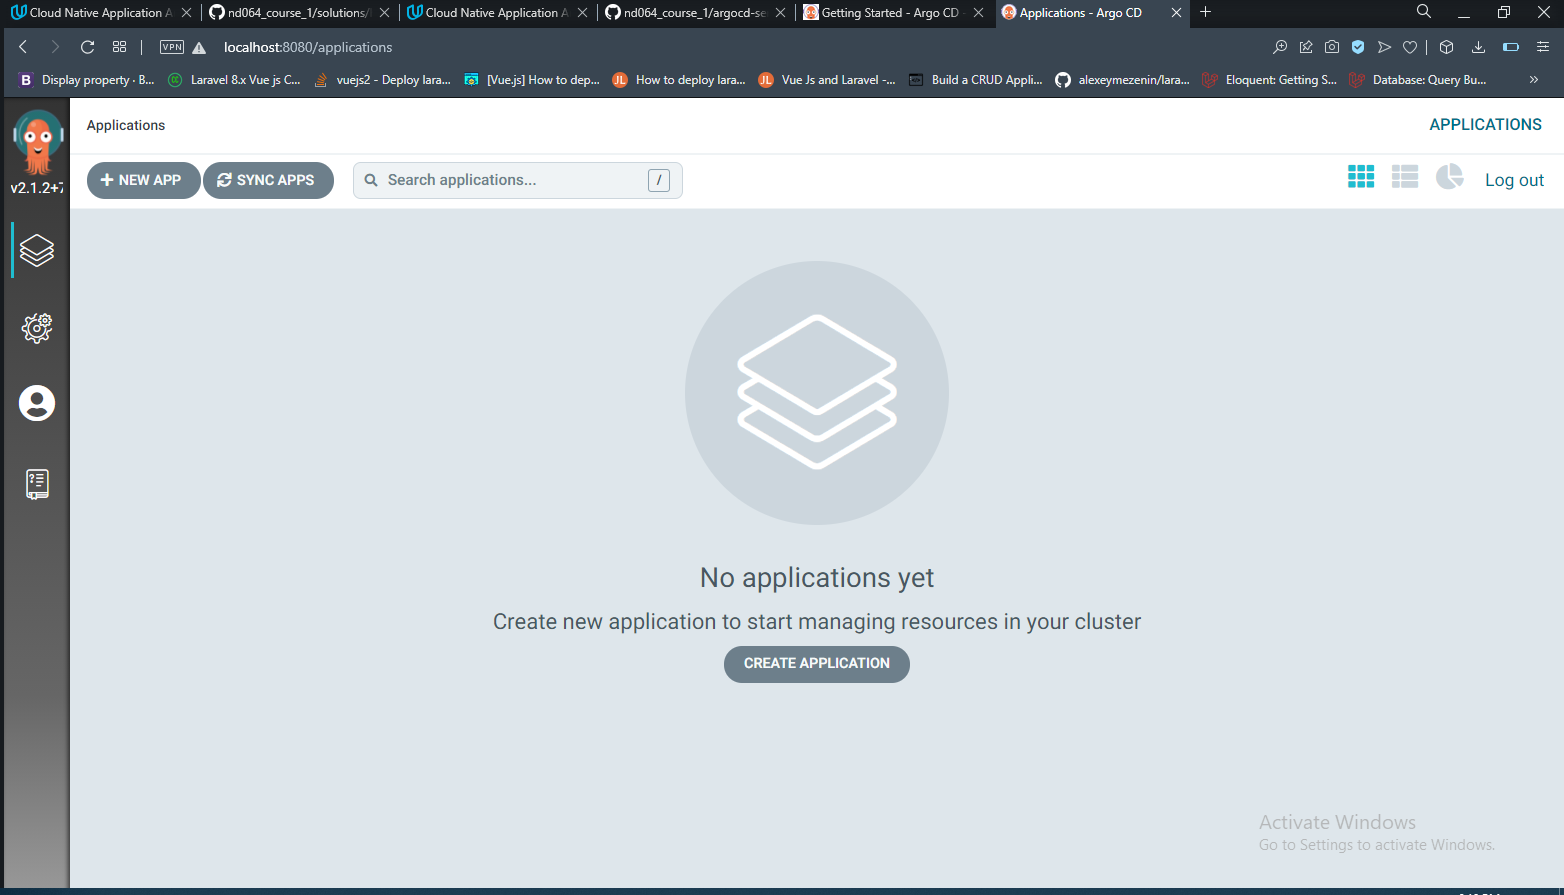 Cloud Native Application A
nd064_course_1/solutions/
Cloud Native Application A
nd064_course_1/argocd-se
Getting Started - Argo CD -
Applications - Argo CD
VPN
localhost:8080/applications
B
Display property · B...
Laravel 8.x Vue js C...
vuejs2 - Deploy lara...
[Vue.js] How to dep...
JL
How to deploy lara...
JL
Vue Js and Laravel -...
Build a CRUD Appli...
alexeymezenin/lara...
Eloquent: Getting S...
Database: Query Bu...
»
Applications
APPLICATIONS
v2.1.2+7
NEW APP
SYNC APPS
Search applications...
/
Log out
No applications yet
Create new application to start managing resources in your cluster
CREATE APPLICATION
Activate Windows
Go to Settings to activate Windows.